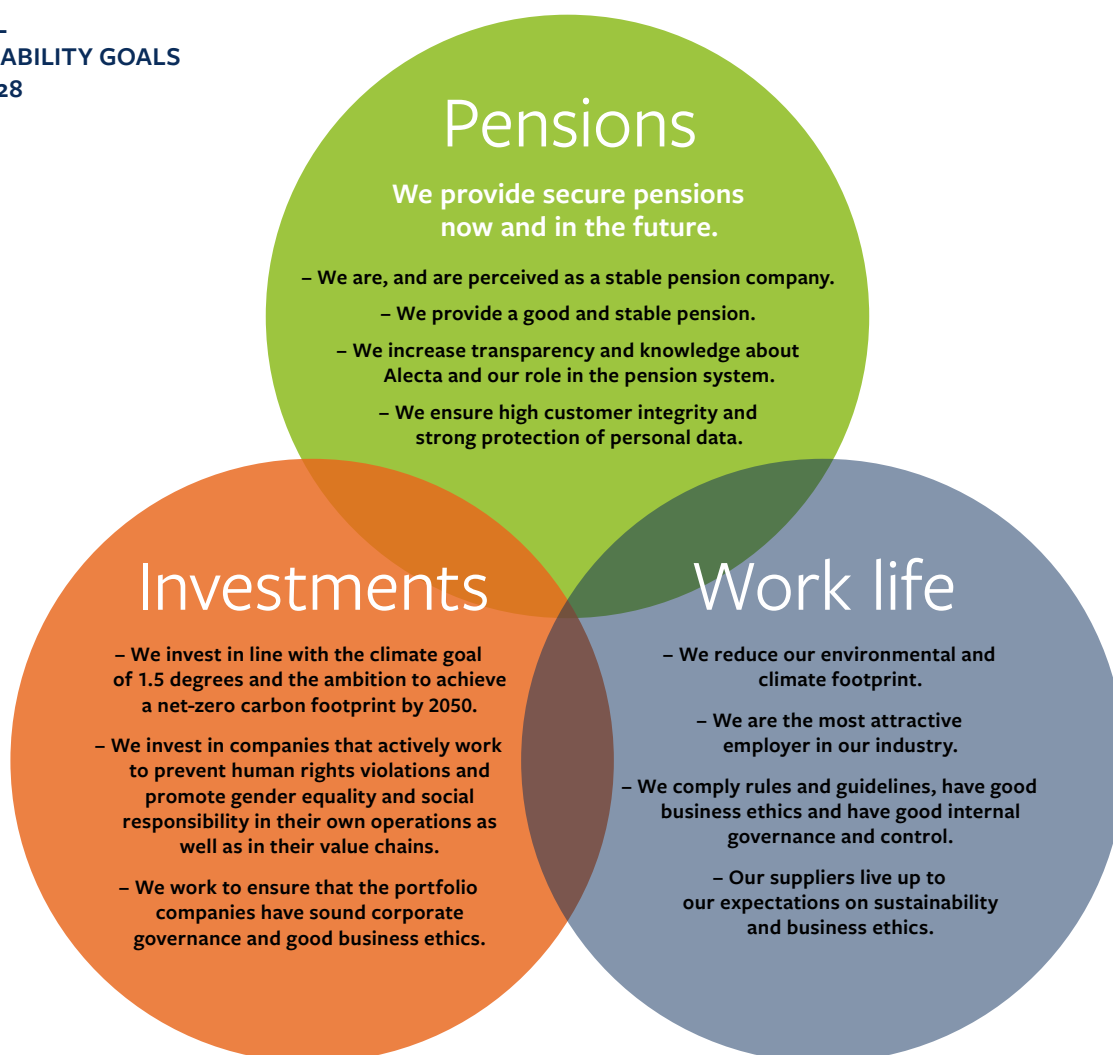 ABILITY GOALS
28
Pensions
We provide secure pensions
now and in the future.
– We are, and are perceived as a stable pension company.
– We provide a good and stable pension.
– We increase transparency and knowledge about
Alecta and our role in the pension system.
– We ensure high customer integrity and
strong protection of personal data.
Investments
– We invest in line with the climate goal
of 1.5 degrees and the ambition to achieve
a net-zero carbon footprint by 2050.
– We invest in companies that actively work
to prevent human rights violations and
promote gender equality and social
responsibility in their own operations as
well as in their value chains.
– We work to ensure that the portfolio
companies have sound corporate
governance and good business ethics.
Work life
– We reduce our environmental and
climate footprint.
– We are the most attractive
employer in our industry.
– We comply rules and guidelines, have good
business ethics and have good internal
governance and control.
– Our suppliers live up to
our expectations on sustainability
and business ethics.